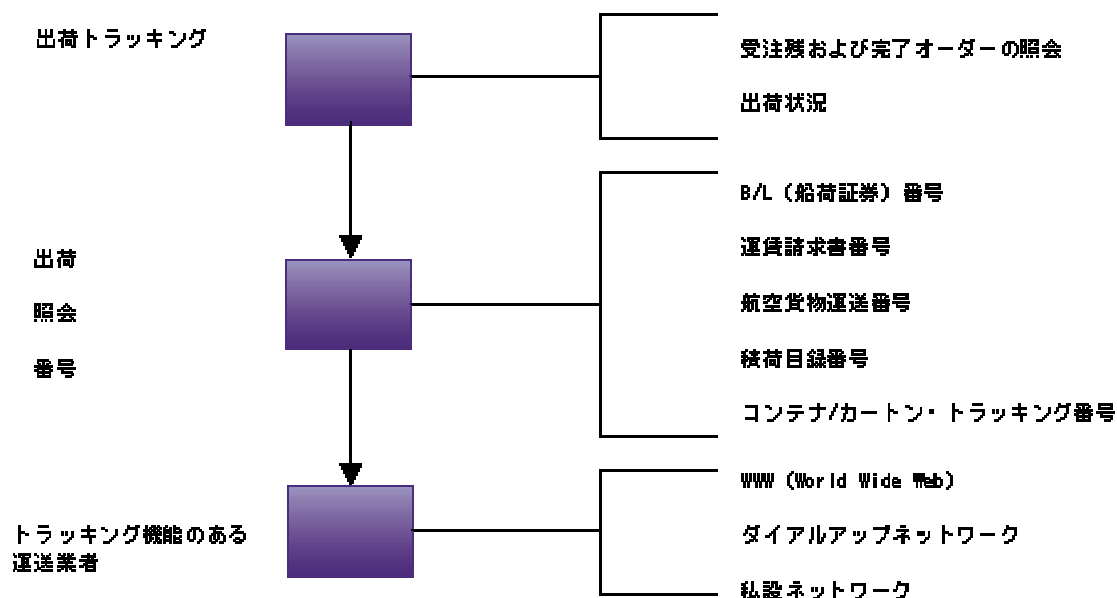 出荷トラッキング
受注残および完了オーダーの照会
出荷状況
出荷
照会
番号
B/L（船荷証券）番号
運賃請求書番号
航空貨物運送番号
積荷目録番号
コンテナ/カートン・トラッキング番号
トラッキング機能のある
運送業者
WWW (World Wide Web)
ダイアルアップネットワーク
私設ネットワーク